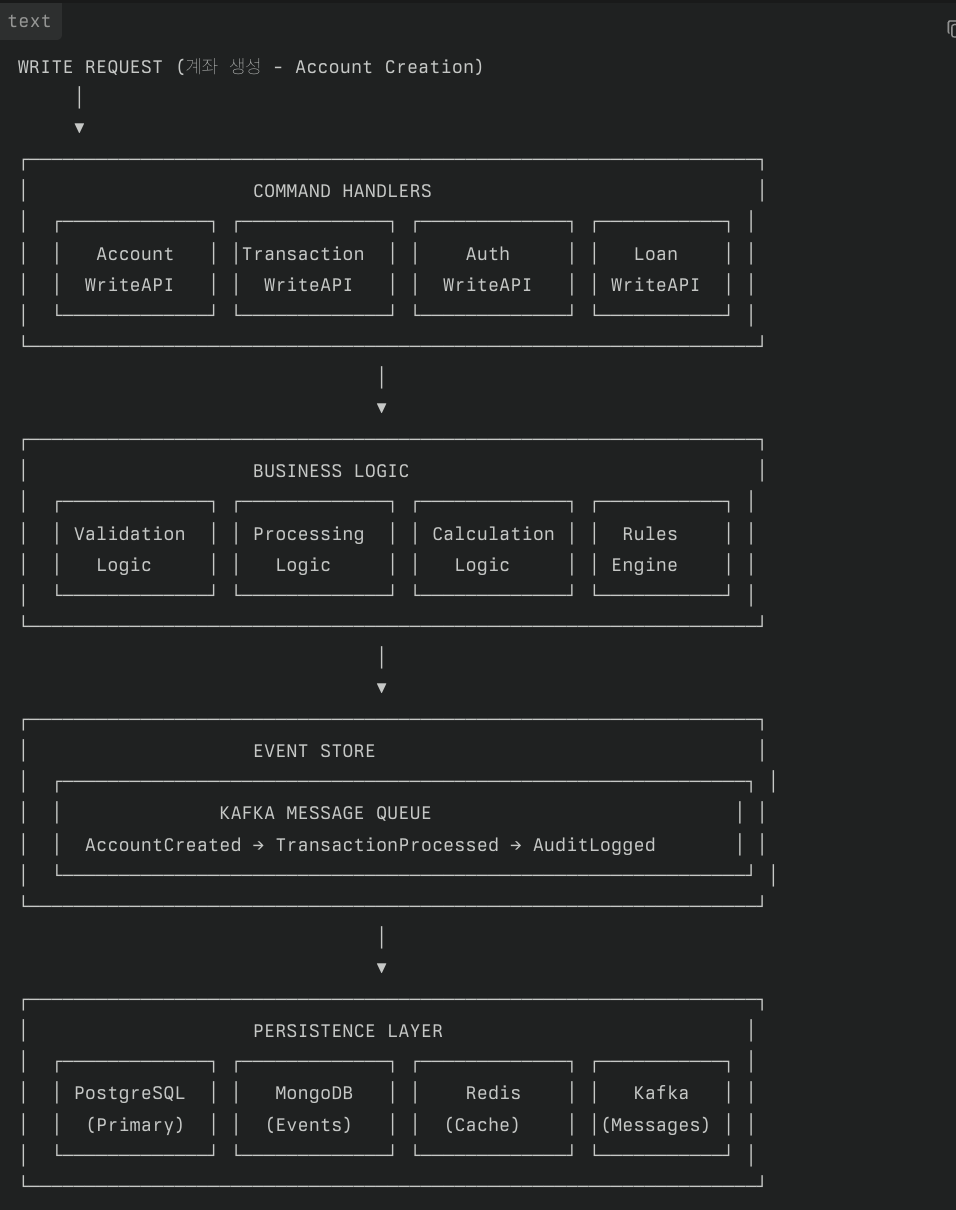 text
WRITE REQUEST (계좌 생성 - Account Creation)
COMMAND HANDLERS
Account Transaction Auth Loan
WriteAPI WriteAPI WriteAPI WriteAPI
BUSINESS LOGIC
Validation Processing Calculation Rules
Logic Logic Logic Engine
EVENT STORE
KAFKA MESSAGE QUEUE
AccountCreated → TransactionProcessed → AuditLogged
PERSISTENCE LAYER
PostgreSQL MongoDB Redis Kafka
(Primary) (Events) (Cache) (Messages)